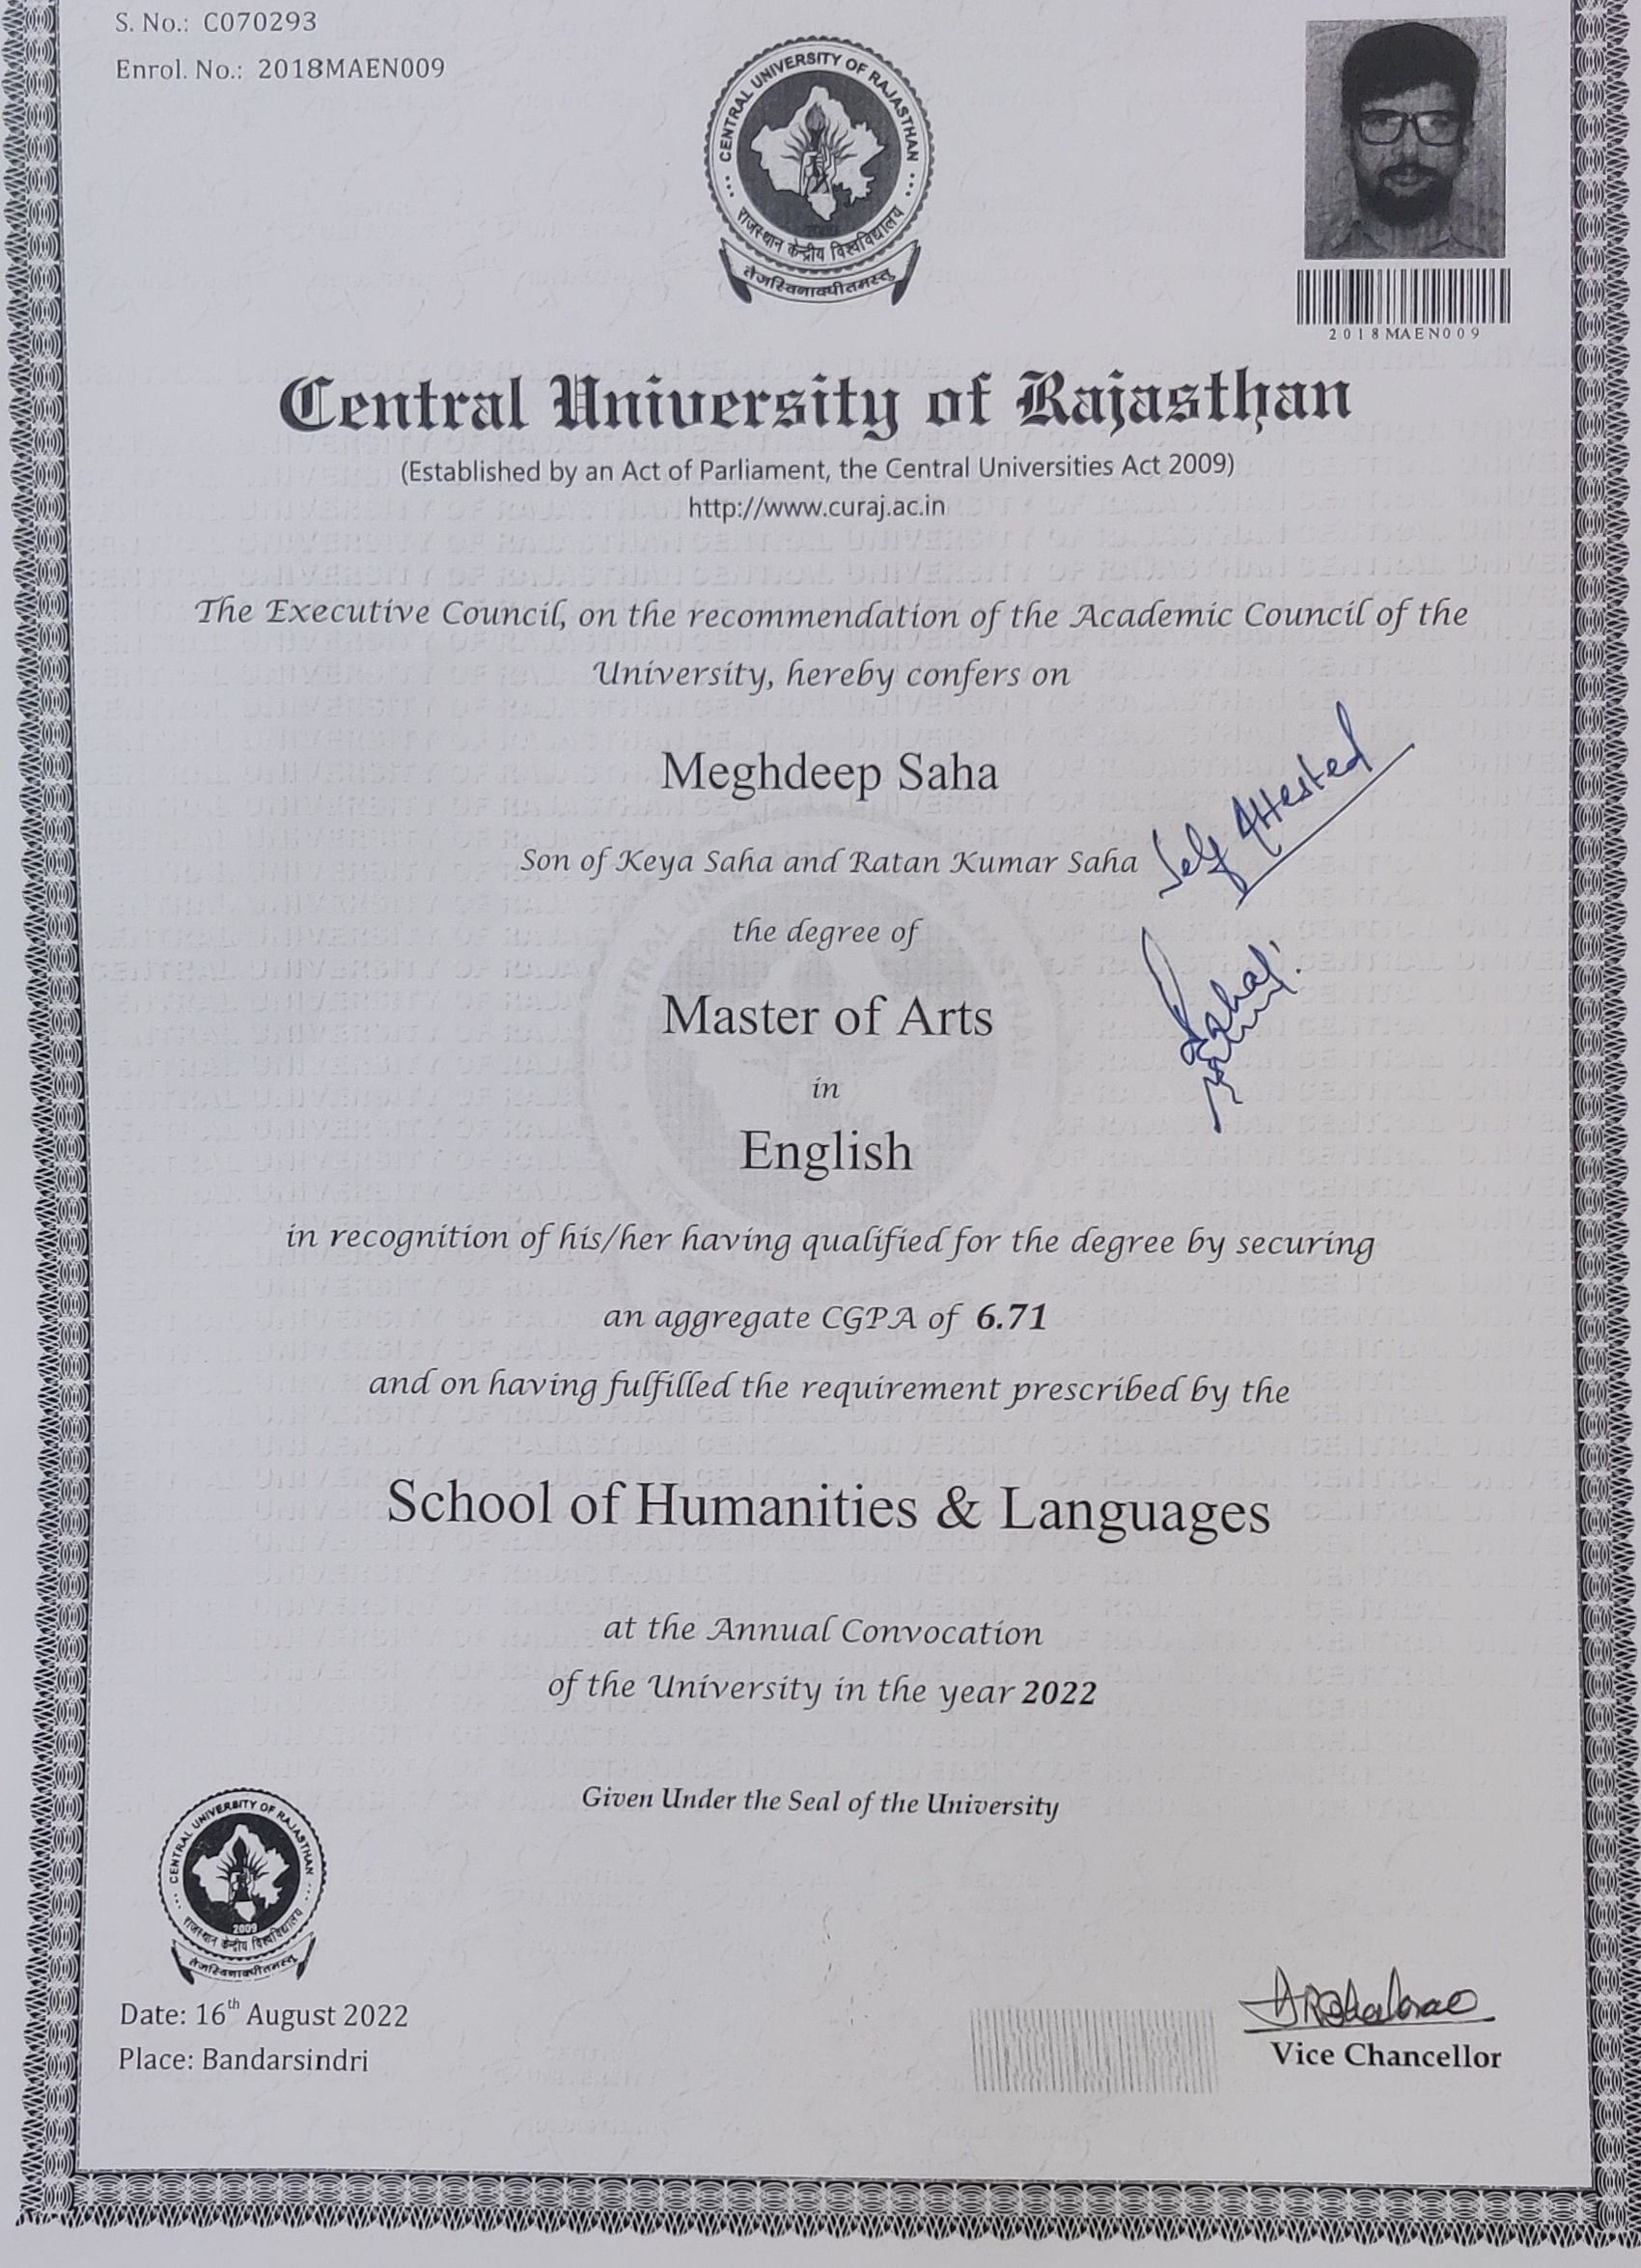 S. No.: C070293
Enrol. No.: 2018MAEN009
CENTRAL UNIVERSITY OF RAJASTHAN
राजस्थान केन्द्रीय विश्वविद्यालय
तेजस्विनावधीतमस्तु
2018MAEN009
Central University of Rajasthan
(Established by an Act of Parliament, the Central Universities Act 2009)
http://www.curaj.ac.in
The Executive Council, on the recommendation of the Academic Council of the
University, hereby confers on
Meghdeep Saha
Son of Keya Saha and Ratan Kumar Saha
Self Attested
the degree of
Master of Arts
in
English
in recognition of his/her having qualified for the degree by securing
an aggregate CGPA of 6.71
and on having fulfilled the requirement prescribed by the
School of Humanities & Languages
at the Annual Convocation
of the University in the year 2022
Given Under the Seal of the University
CENTRAL UNIVERSITY OF RAJASTHAN
2009
राजस्थान केन्द्रीय विश्वविद्यालय
तेजस्विनावधीतमस्तु
Date: 16th August 2022
Place: Bandarsindri
Vice Chancellor